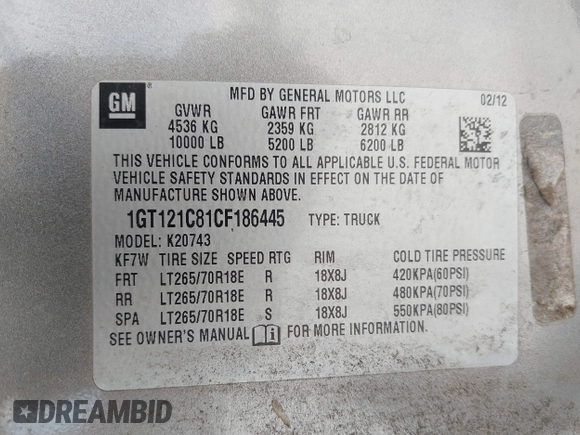 GM
MFD BY GENERAL MOTORS LLC 02/12
GVWR GAWR FRT GAWR RR
4536 KG 2359 KG 2812 KG
10000 LB 5200 LB 6200 LB
THIS VEHICLE CONFORMS TO ALL APPLICABLE U.S. FEDERAL MOTOR
VEHICLE SAFETY STANDARDS IN EFFECT ON THE DATE OF
MANUFACTURE SHOWN ABOVE.
1GT121C81CF186445 TYPE: TRUCK
MODEL: K20743
KF7W TIRE SIZE SPEED RTG RIM COLD TIRE PRESSURE
FRT LT265/70R18E R 18X8J 420KPA(60PSI)
RR LT265/70R18E R 18X8J 480KPA(70PSI)
SPA LT265/70R18E S 18X8J 550KPA(80PSI)
SEE OWNER'S MANUAL i FOR MORE INFORMATION.
DREAMBID